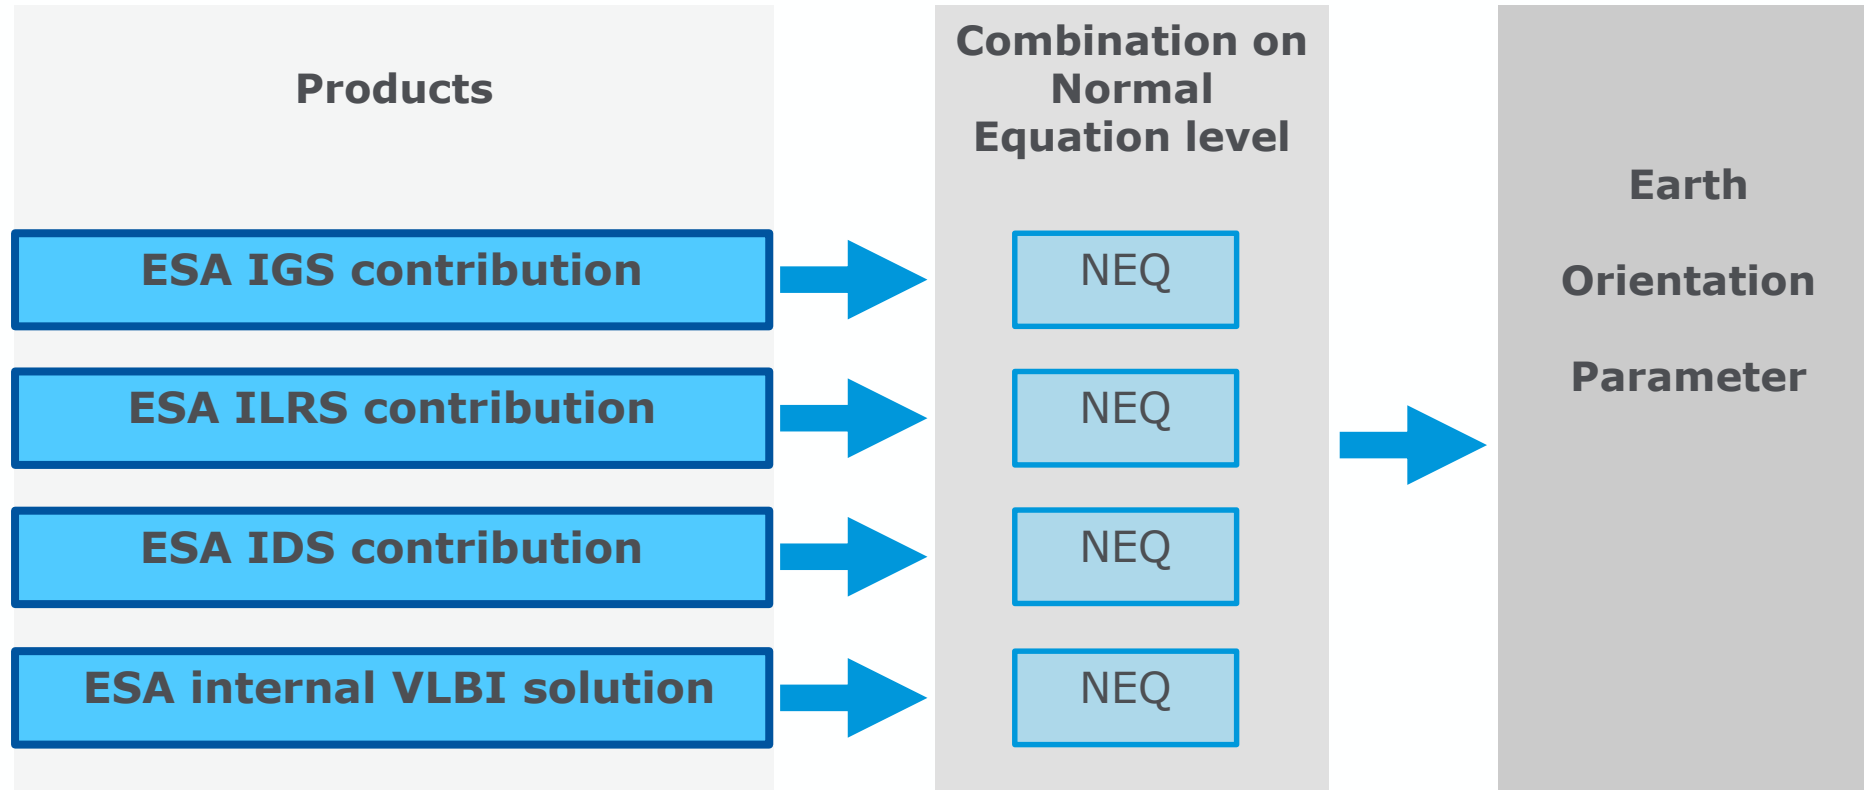 Products
ESA IGS contribution
ESA ILRS contribution
ESA IDS contribution
ESA internal VLBI solution
Combination on
Normal
Equation level
NEQ
NEQ
NEQ
NEQ
Earth
Orientation
Parameter